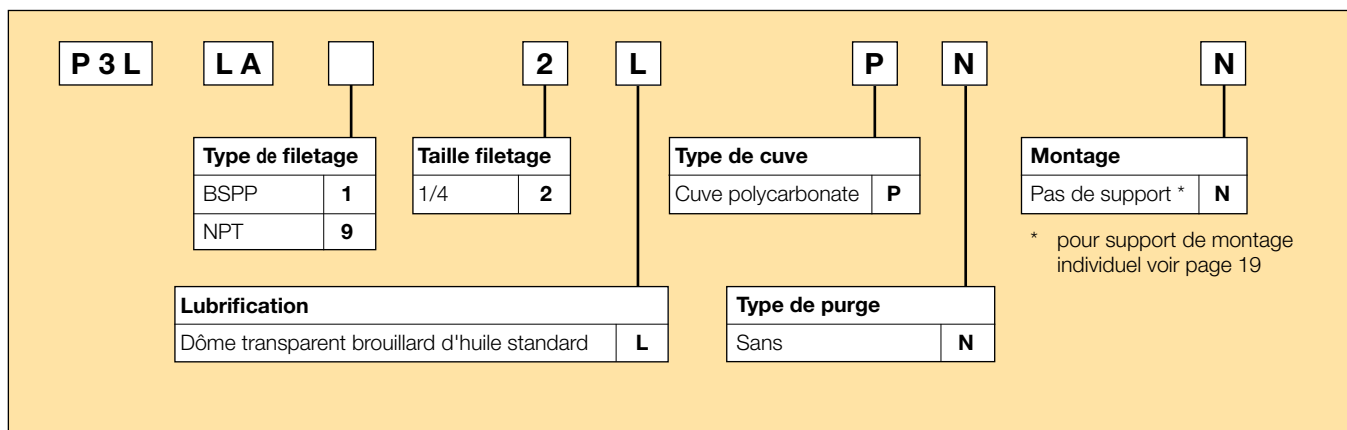 P 3 L L A 2 L P N N
Type de filetage
BSPP 1
NPT 9
Taille filetage
1/4 2
Type de cuve
Cuve polycarbonate P
Montage
Pas de support * N
* pour support de montage
individuel voir page 19
Lubrification
Dôme transparent brouillard d'huile standard L
Type de purge
Sans N